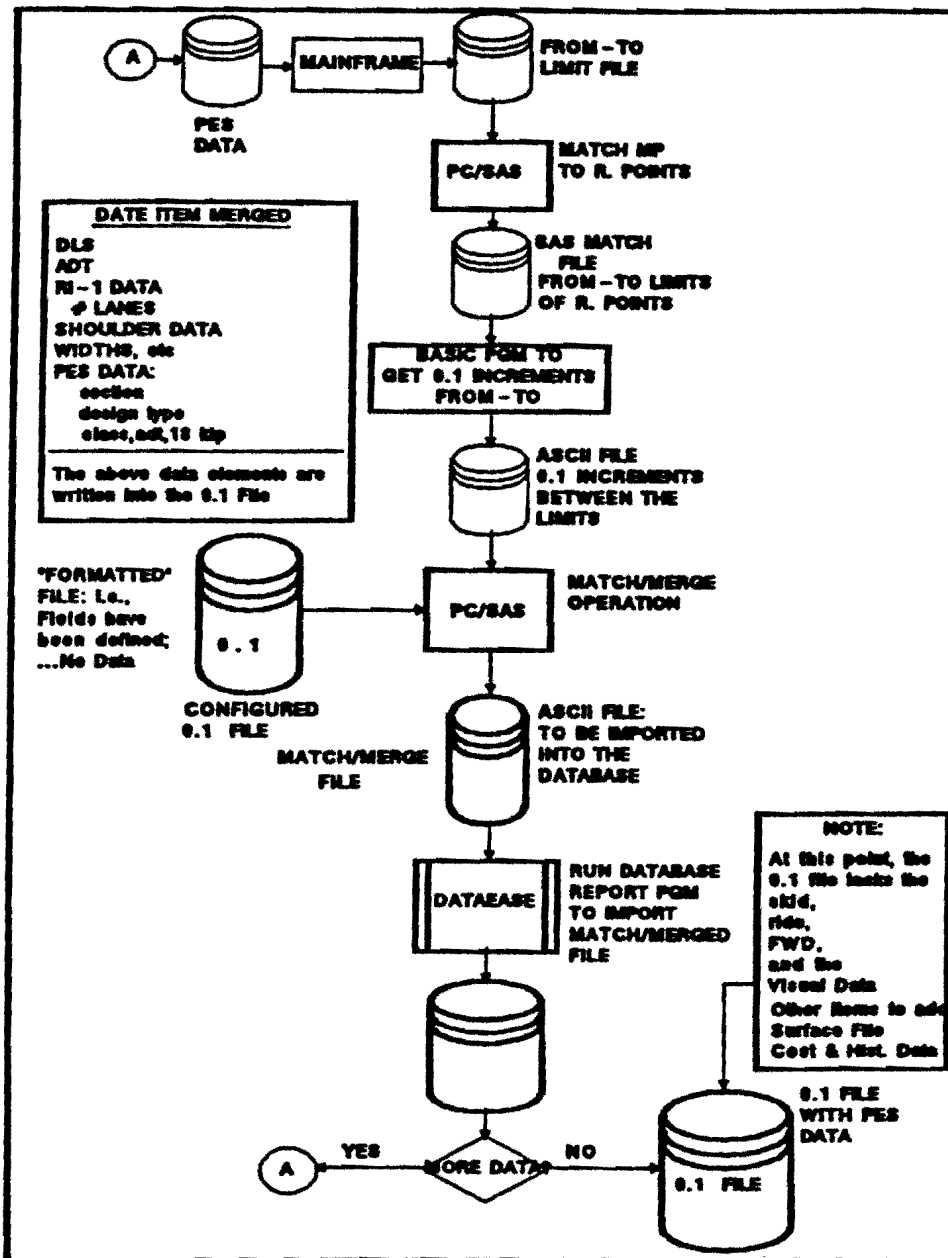 A
PES
DATA
MAINFRAME
FROM-TO
LIMIT FILE
PC/SAS
MATCH MP
TO R. POINTS
DATE ITEM MERGED
DLS
ADT
RI-1 DATA
# LANES
SHOULDER DATA
WIDTHS, etc
PES DATA:
section
design type
class,adt,18 kip
The above data elements are
written into the 0.1 File
SAS MATCH
FILE
FROM-TO LIMITS
OF R. POINTS
BASIC PGM TO
GET 0.1 INCREMENTS
FROM-TO
ASCII FILE
0.1 INCREMENTS
BETWEEN THE
LIMITS
"FORMATTED"
FILE: i.e.,
Fields have
been defined;
...No Data
0.1
CONFIGURED
0.1 FILE
PC/SAS
MATCH/MERGE
OPERATION
MATCH/MERGE
FILE
ASCII FILE:
TO BE IMPORTED
INTO THE
DATABASE
DATABASE
RUN DATABASE
REPORT PGM
TO IMPORT
MATCH/MERGED
FILE
NOTE:
At this point, the
0.1 file lacks the
skid,
ride,
FWD,
and the
Visual Data
Other items to add
Surface File
Cost & Hist. Data
0.1 FILE
WITH PES
DATA
A
YES
MORE DATA
NO
0.1 FILE